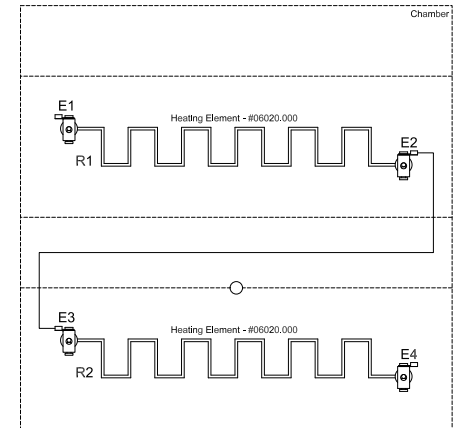 Chamber
E1
Heating Element - #06020.000
E2
R1
E3
Heating Element - #06020.000
E4
R2